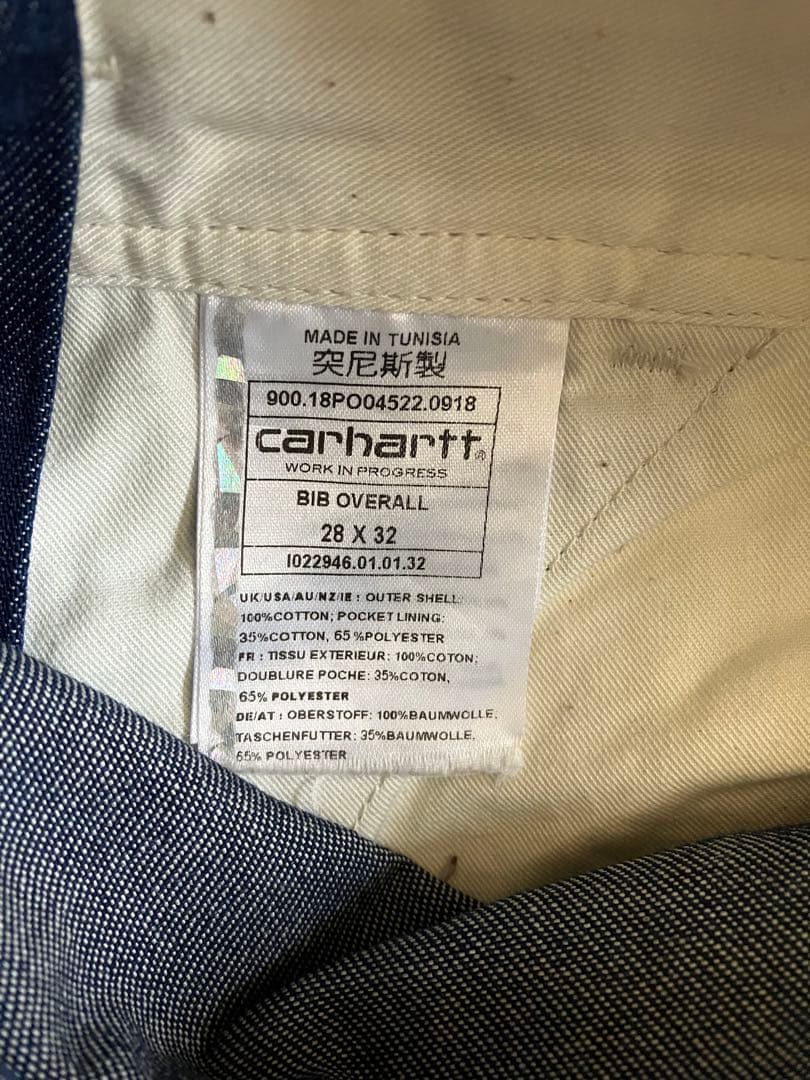 MADE IN TUNISIA
突尼斯製
900.18PO04522.0918
carhartt®
WORK IN PROGRESS
BIB OVERALL
28 X 32
I022946.01.01.32
UK/USA/AU/NZ/IE : OUTER SHELL:
100%COTTON; POCKET LINING:
35%COTTON, 65%POLYESTER
FR : TISSU EXTERIEUR: 100%COTON;
DOUBLURE POCHE: 35%COTON,
65% POLYESTER
DE/AT : OBERSTOFF: 100%BAUMWOLLE,
TASCHENFUTTER: 35%BAUMWOLLE,
65% POLYESTER